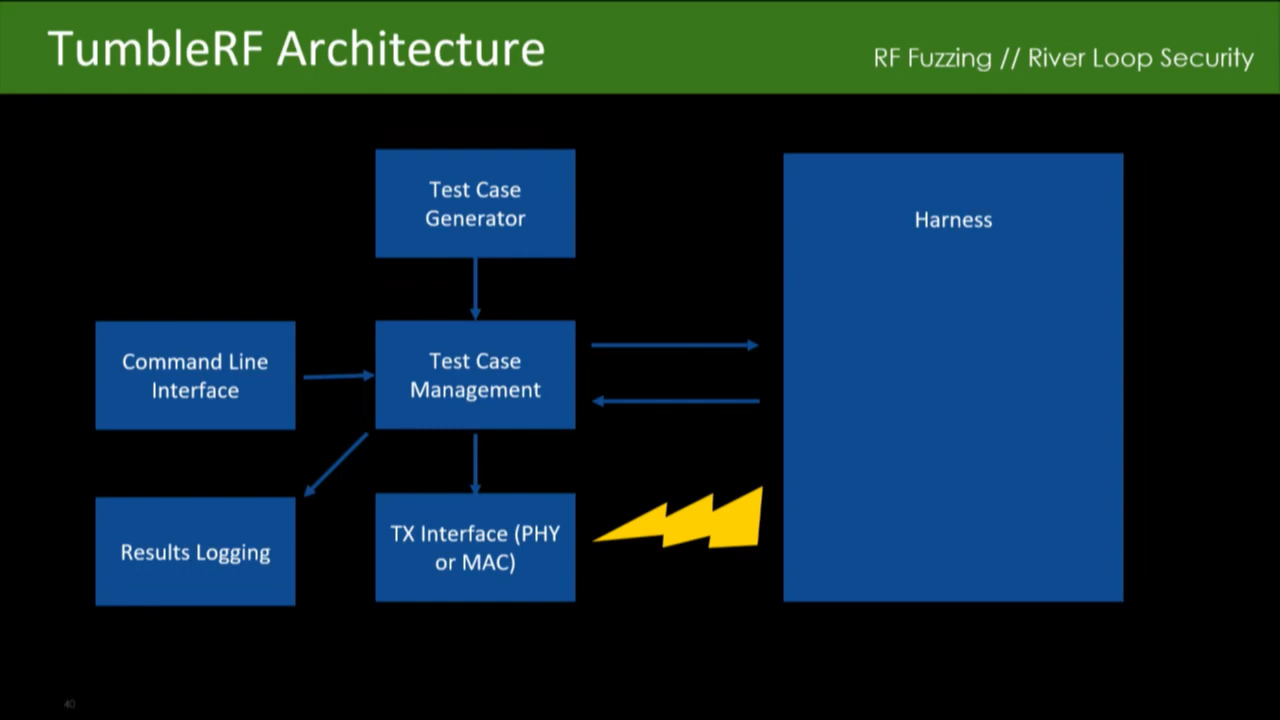 TumbleRF Architecture
RF Fuzzing // River Loop Security
Test Case
Generator
Harness
Command Line
Interface
Test Case
Management
Results Logging
TX Interface (PHY
or MAC)
40